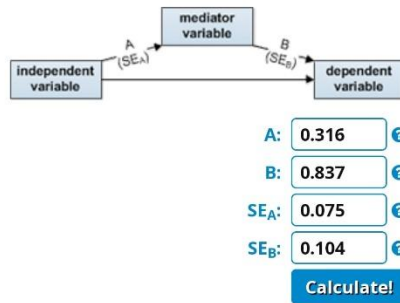 mediator
variable
A
(SEA)
B
(SEB)
independent
variable
dependent
variable
A: 0.316 ?
B: 0.837 ?
SEA: 0.075 ?
SEB: 0.104 ?
Calculate!